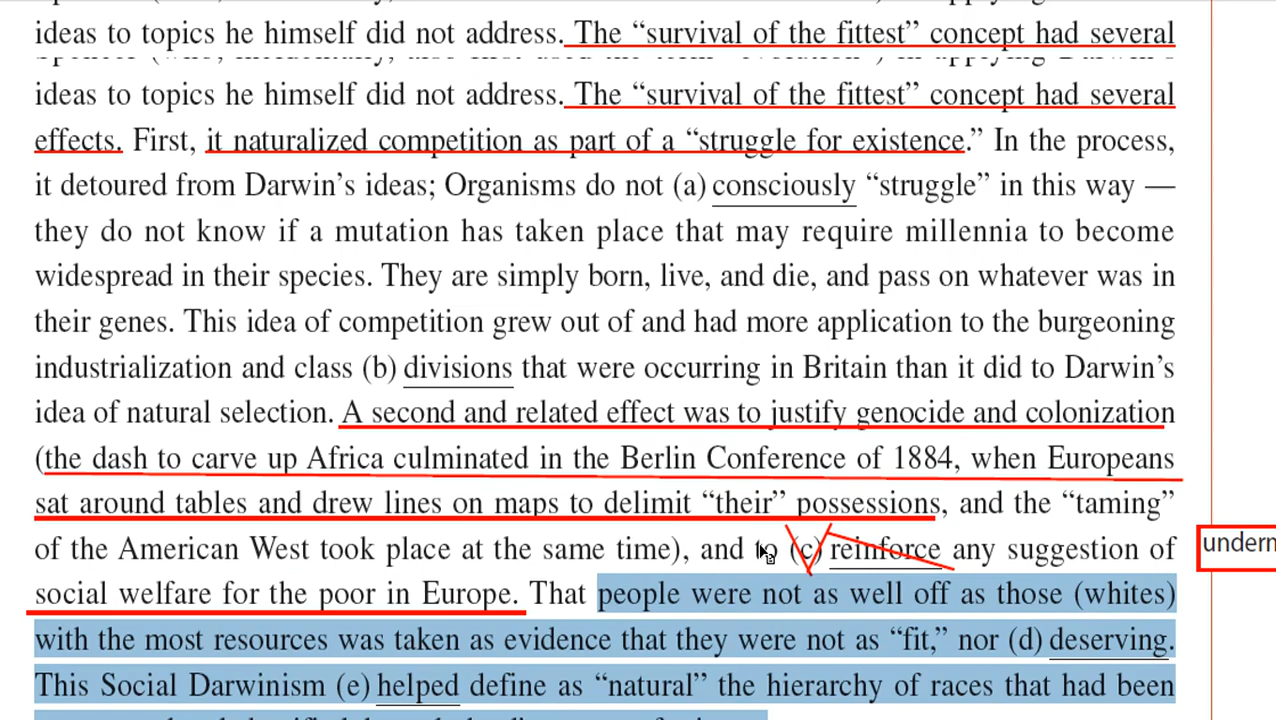 ideas to topics he himself did not address. The “survival of the fittest” concept had several
ideas to topics he himself did not address. The “survival of the fittest” concept had several
effects. First, it naturalized competition as part of a “struggle for existence.” In the process,
it detoured from Darwin’s ideas; Organisms do not (a) consciously “struggle” in this way —
they do not know if a mutation has taken place that may require millennia to become
widespread in their species. They are simply born, live, and die, and pass on whatever was in
their genes. This idea of competition grew out of and had more application to the burgeoning
industrialization and class (b) divisions that were occurring in Britain than it did to Darwin’s
idea of natural selection. A second and related effect was to justify genocide and colonization
(the dash to carve up Africa culminated in the Berlin Conference of 1884, when Europeans
sat around tables and drew lines on maps to delimit “their” possessions, and the “taming”
of the American West took place at the same time), and to (c) reinforce any suggestion of
undern
social welfare for the poor in Europe. That people were not as well off as those (whites)
with the most resources was taken as evidence that they were not as “fit,” nor (d) deserving.
This Social Darwinism (e) helped define as “natural” the hierarchy of races that had been